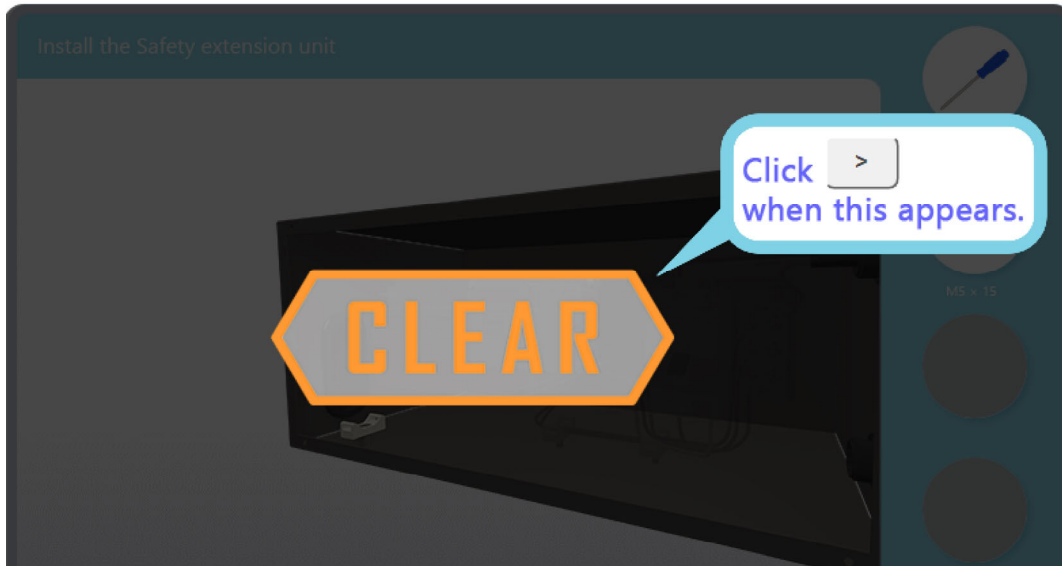 Install the Safety extension unit
Click >
when this appears.
M5 × 15
CLEAR